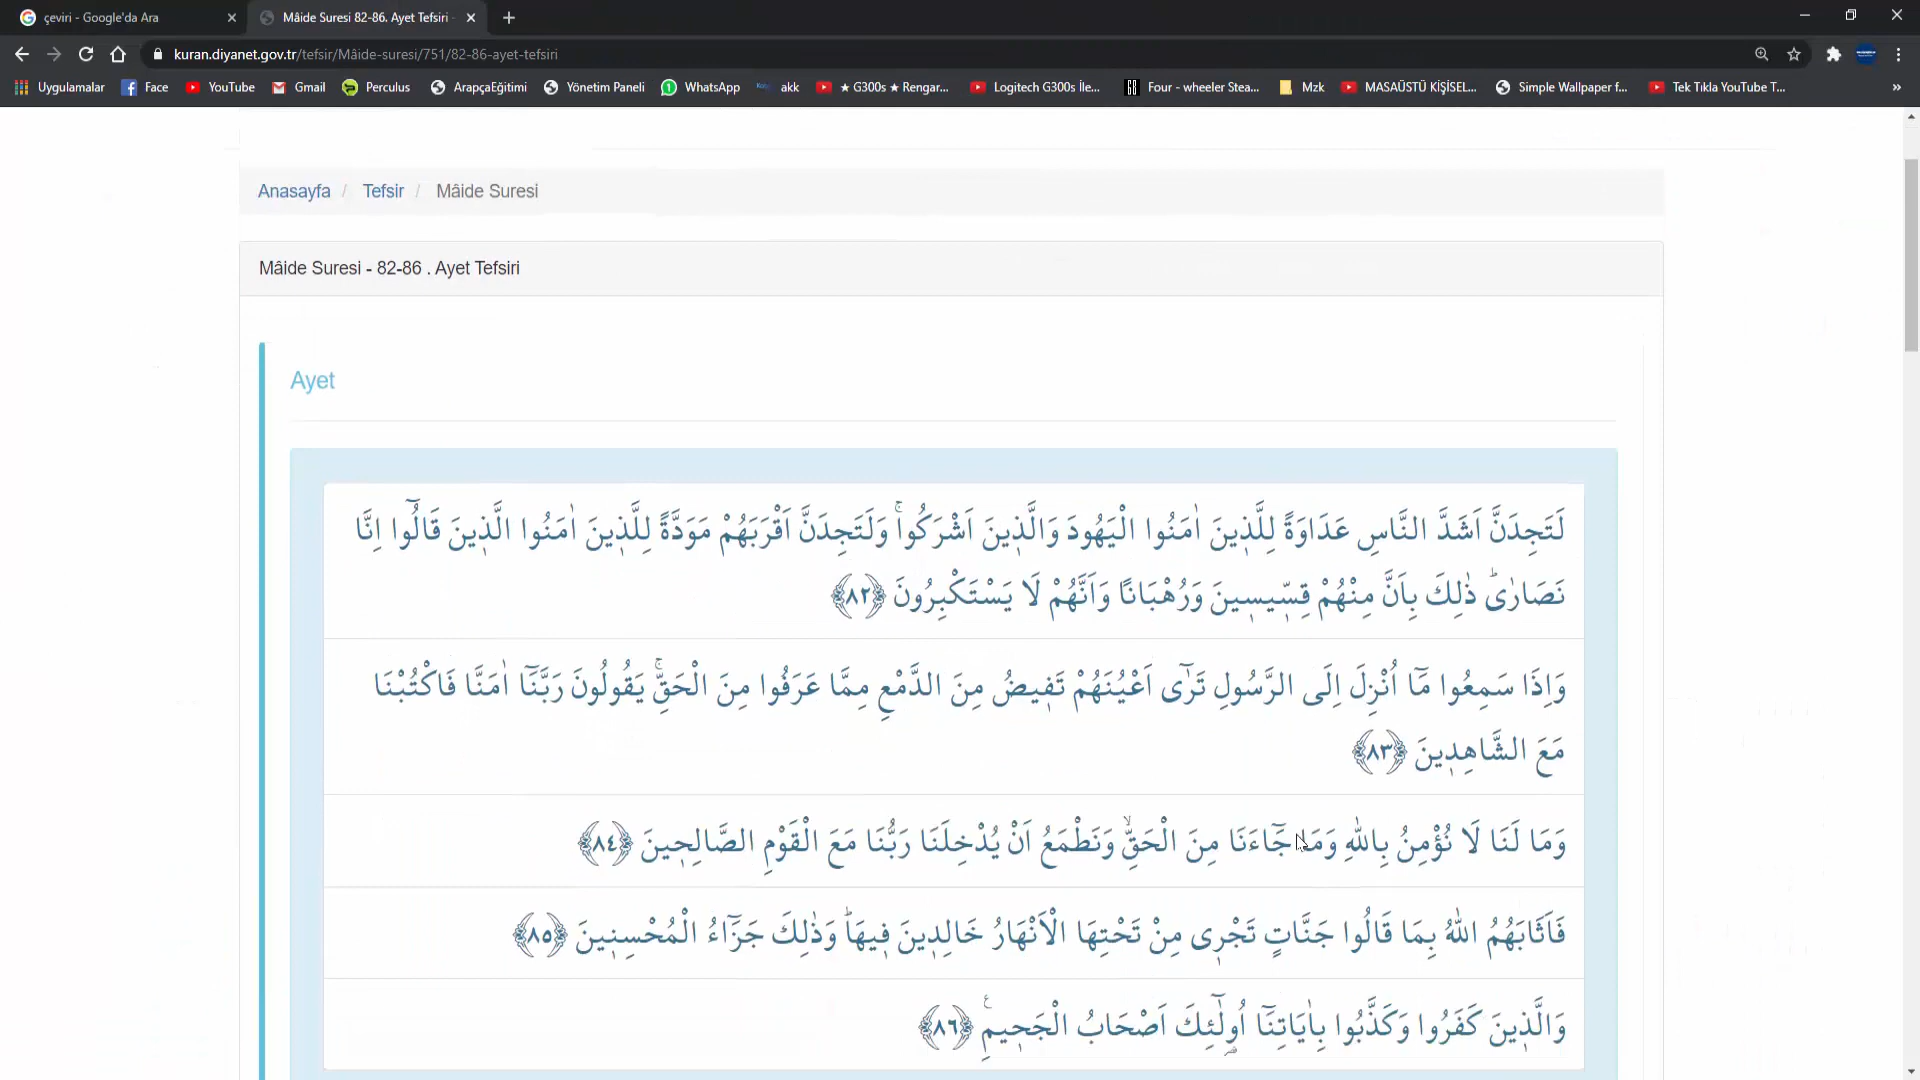 çeviri - Google'da Ara
Mâide Suresi 82-86. Ayet Tefsiri -
kuran.diyanet.gov.tr/tefsir/Mâide-suresi/751/82-86-ayet-tefsiri
Uygulamalar Face YouTube Gmail Perculus ArapçaEğitimi Yönetim Paneli WhatsApp akk ★ G300s ★ Rengar... Logitech G300s İle... Four - wheeler Stea... Mzk MASAÜSTÜ KİŞİSEL... Simple Wallpaper f... Tek Tıkla YouTube T... »
Anasayfa / Tefsir / Mâide Suresi
Mâide Suresi - 82-86 . Ayet Tefsiri
Ayet
لَتَجِدَنَّ اَشَدَّ النَّاسِ عَدَاوَةً لِلَّذ۪ينَ اٰمَنُوا الْيَهُودَ وَالَّذ۪ينَ اَشْرَكُواۚ وَلَتَجِدَنَّ اَقْرَبَهُمْ مَوَدَّةً لِلَّذ۪ينَ اٰمَنُوا الَّذ۪ينَ قَالُٓوا اِنَّا
نَصَارٰىۜ ذٰلِكَ بِاَنَّ مِنْهُمْ قِسّ۪يس۪ينَ وَرُهْبَانًا وَاَنَّهُمْ لَا يَسْتَكْبِرُونَ ﴿٨٢﴾
وَاِذَا سَمِعُوا مَٓا اُنْزِلَ اِلَى الرَّسُولِ تَرٰٓى اَعْيُنَهُمْ تَف۪يضُ مِنَ الدَّمْعِ مِمَّا عَرَفُوا مِنَ الْحَقِّۚ يَقُولُونَ رَبَّنَٓا اٰمَنَّا فَاكْتُبْنَا
مَعَ الشَّاهِد۪ينَ ﴿٨٣﴾
وَمَا لَنَا لَا نُؤْمِنُ بِاللّٰهِ وَمَا جَٓاءَنَا مِنَ الْحَقِّۙ وَنَطْمَعُ اَنْ يُدْخِلَنَا رَبُّنَا مَعَ الْقَوْمِ الصَّالِح۪ينَ ﴿٨٤﴾
فَاَثَابَهُمُ اللّٰهُ بِمَا قَالُوا جَنَّاتٍ تَجْر۪ي مِنْ تَحْتِهَا الْاَنْهَارُ خَالِد۪ينَ ف۪يهَاۜ وَذٰلِكَ جَزَٓاءُ الْمُحْسِن۪ينَ ﴿٨٥﴾
وَالَّذ۪ينَ كَفَرُوا وَكَذَّبُوا بِاٰيَاتِنَٓا اُو۬لٰٓئِكَ اَصْحَابُ الْجَح۪يمِ۟ ﴿٨٦﴾